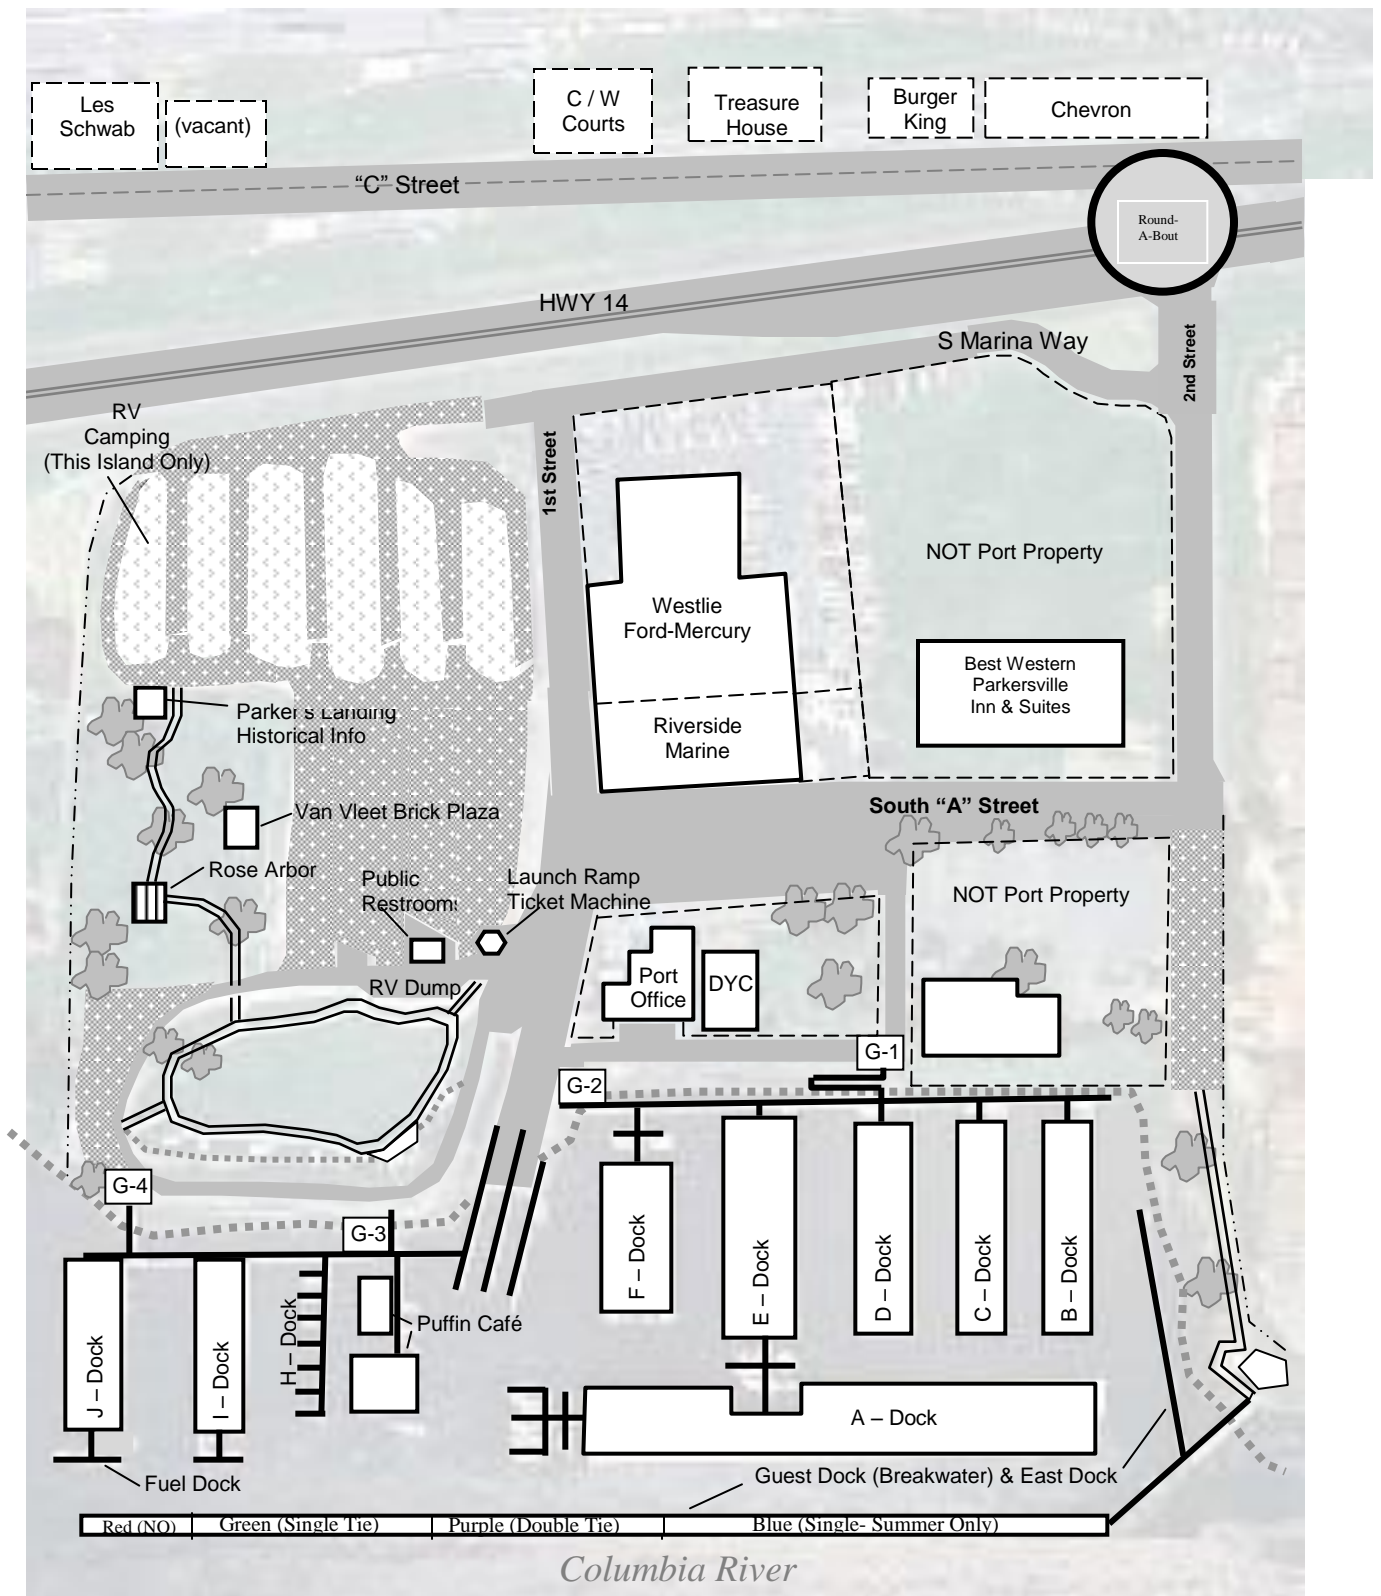 Les
Schwab
(vacant)
C / W
Courts
Treasure
House
Burger
King
Chevron
“C” Street
Round-
A-Bout
HWY 14
S Marina Way
2nd Street
RV
Camping
(This Island Only)
1st Street
NOT Port Property
Westlie
Ford-Mercury
Best Western
Parkersville
Inn & Suites
Parker's Landing
Historical Info
Riverside
Marine
Van Vleet Brick Plaza
South “A” Street
Rose Arbor
Public
Restrooms
Launch Ramp
Ticket Machine
NOT Port Property
Port
Office
DYC
RV Dump
G-1
G-2
G-4
G-3
F – Dock
E – Dock
D – Dock
C – Dock
B – Dock
J – Dock
I – Dock
H – Dock
Puffin Café
A – Dock
Fuel Dock
Guest Dock (Breakwater) & East Dock
Red (NO)
Green (Single Tie)
Purple (Double Tie)
Blue (Single- Summer Only)
Columbia River